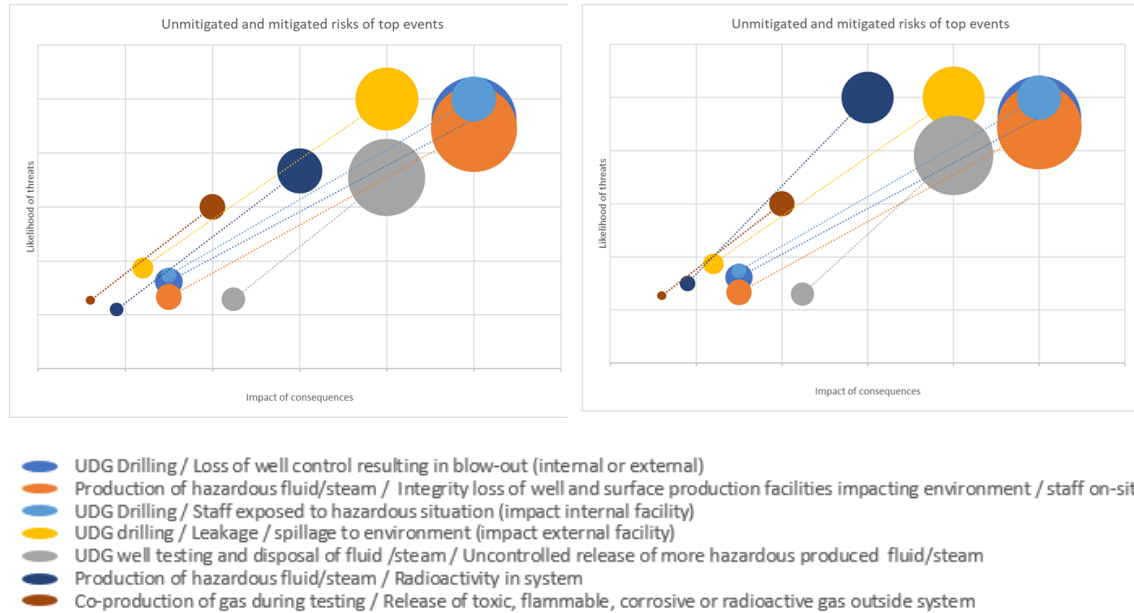 Unmitigated and mitigated risks of top events
Likelihood of threats
Impact of consequences
Unmitigated and mitigated risks of top events
Likelihood of threats
Impact of consequences
UDG Drilling / Loss of well control resulting in blow-out (internal or external)
Production of hazardous fluid/steam / Integrity loss of well and surface production facilities impacting environment / staff on-sit
UDG Drilling / Staff exposed to hazardous situation (impact internal facility)
UDG drilling / Leakage / spillage to environment (impact external facility)
UDG well testing and disposal of fluid /steam / Uncontrolled release of more hazardous produced fluid/steam
Production of hazardous fluid/steam / Radioactivity in system
Co-production of gas during testing / Release of toxic, flammable, corrosive or radioactive gas outside system